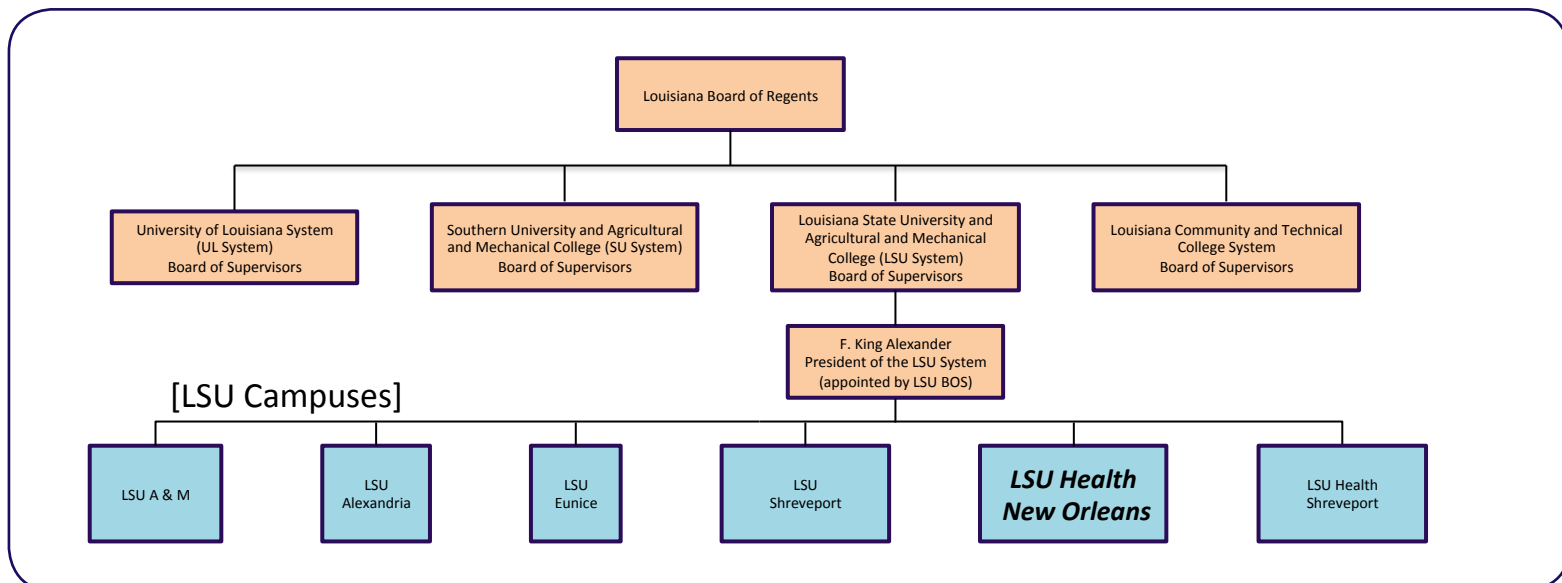 Louisiana Board of Regents
University of Louisiana System
(UL System)
Board of Supervisors
Southern University and Agricultural
and Mechanical College (SU System)
Board of Supervisors
Louisiana State University and
Agricultural and Mechanical
College (LSU System)
Board of Supervisors
Louisiana Community and Technical
College System
Board of Supervisors
F. King Alexander
President of the LSU System
(appointed by LSU BOS)
[LSU Campuses]
LSU A & M
LSU
Alexandria
LSU
Eunice
LSU
Shreveport
LSU Health
New Orleans
LSU Health
Shreveport